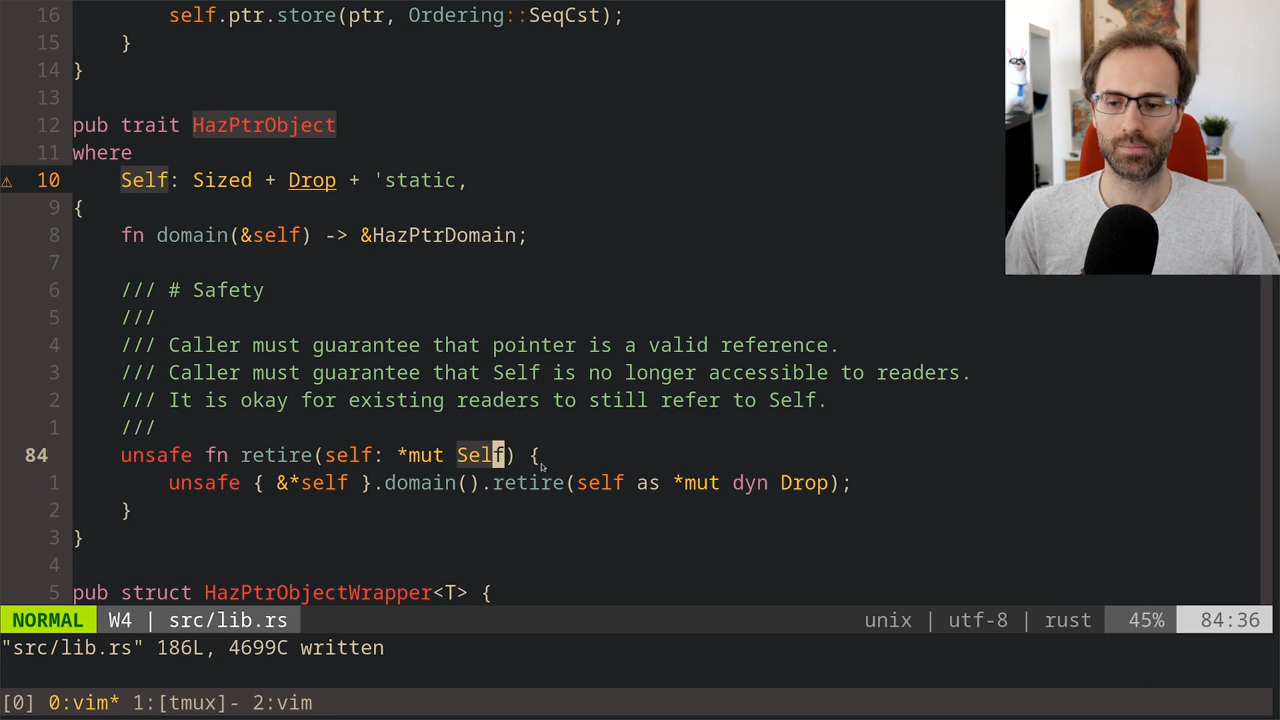 16 self.ptr.store(ptr, Ordering::SeqCst);
15 }
14 }
13
12 pub trait HazPtrObject
11 where
⚠ 10 Self: Sized + Drop + 'static,
9 {
8 fn domain(&self) -> &HazPtrDomain;
7
6 /// # Safety
5 ///
4 /// Caller must guarantee that pointer is a valid reference.
3 /// Caller must guarantee that Self is no longer accessible to readers.
2 /// It is okay for existing readers to still refer to Self.
1 ///
84 unsafe fn retire(self: *mut Self) {
1 unsafe { &*self }.domain().retire(self as *mut dyn Drop);
2 }
3 }
4
5 pub struct HazPtrObjectWrapper<T> {
NORMAL W4 | src/lib.rs unix | utf-8 | rust 45% 84:36
"src/lib.rs" 186L, 4699C written
[0] 0:vim* 1:[tmux]- 2:vim